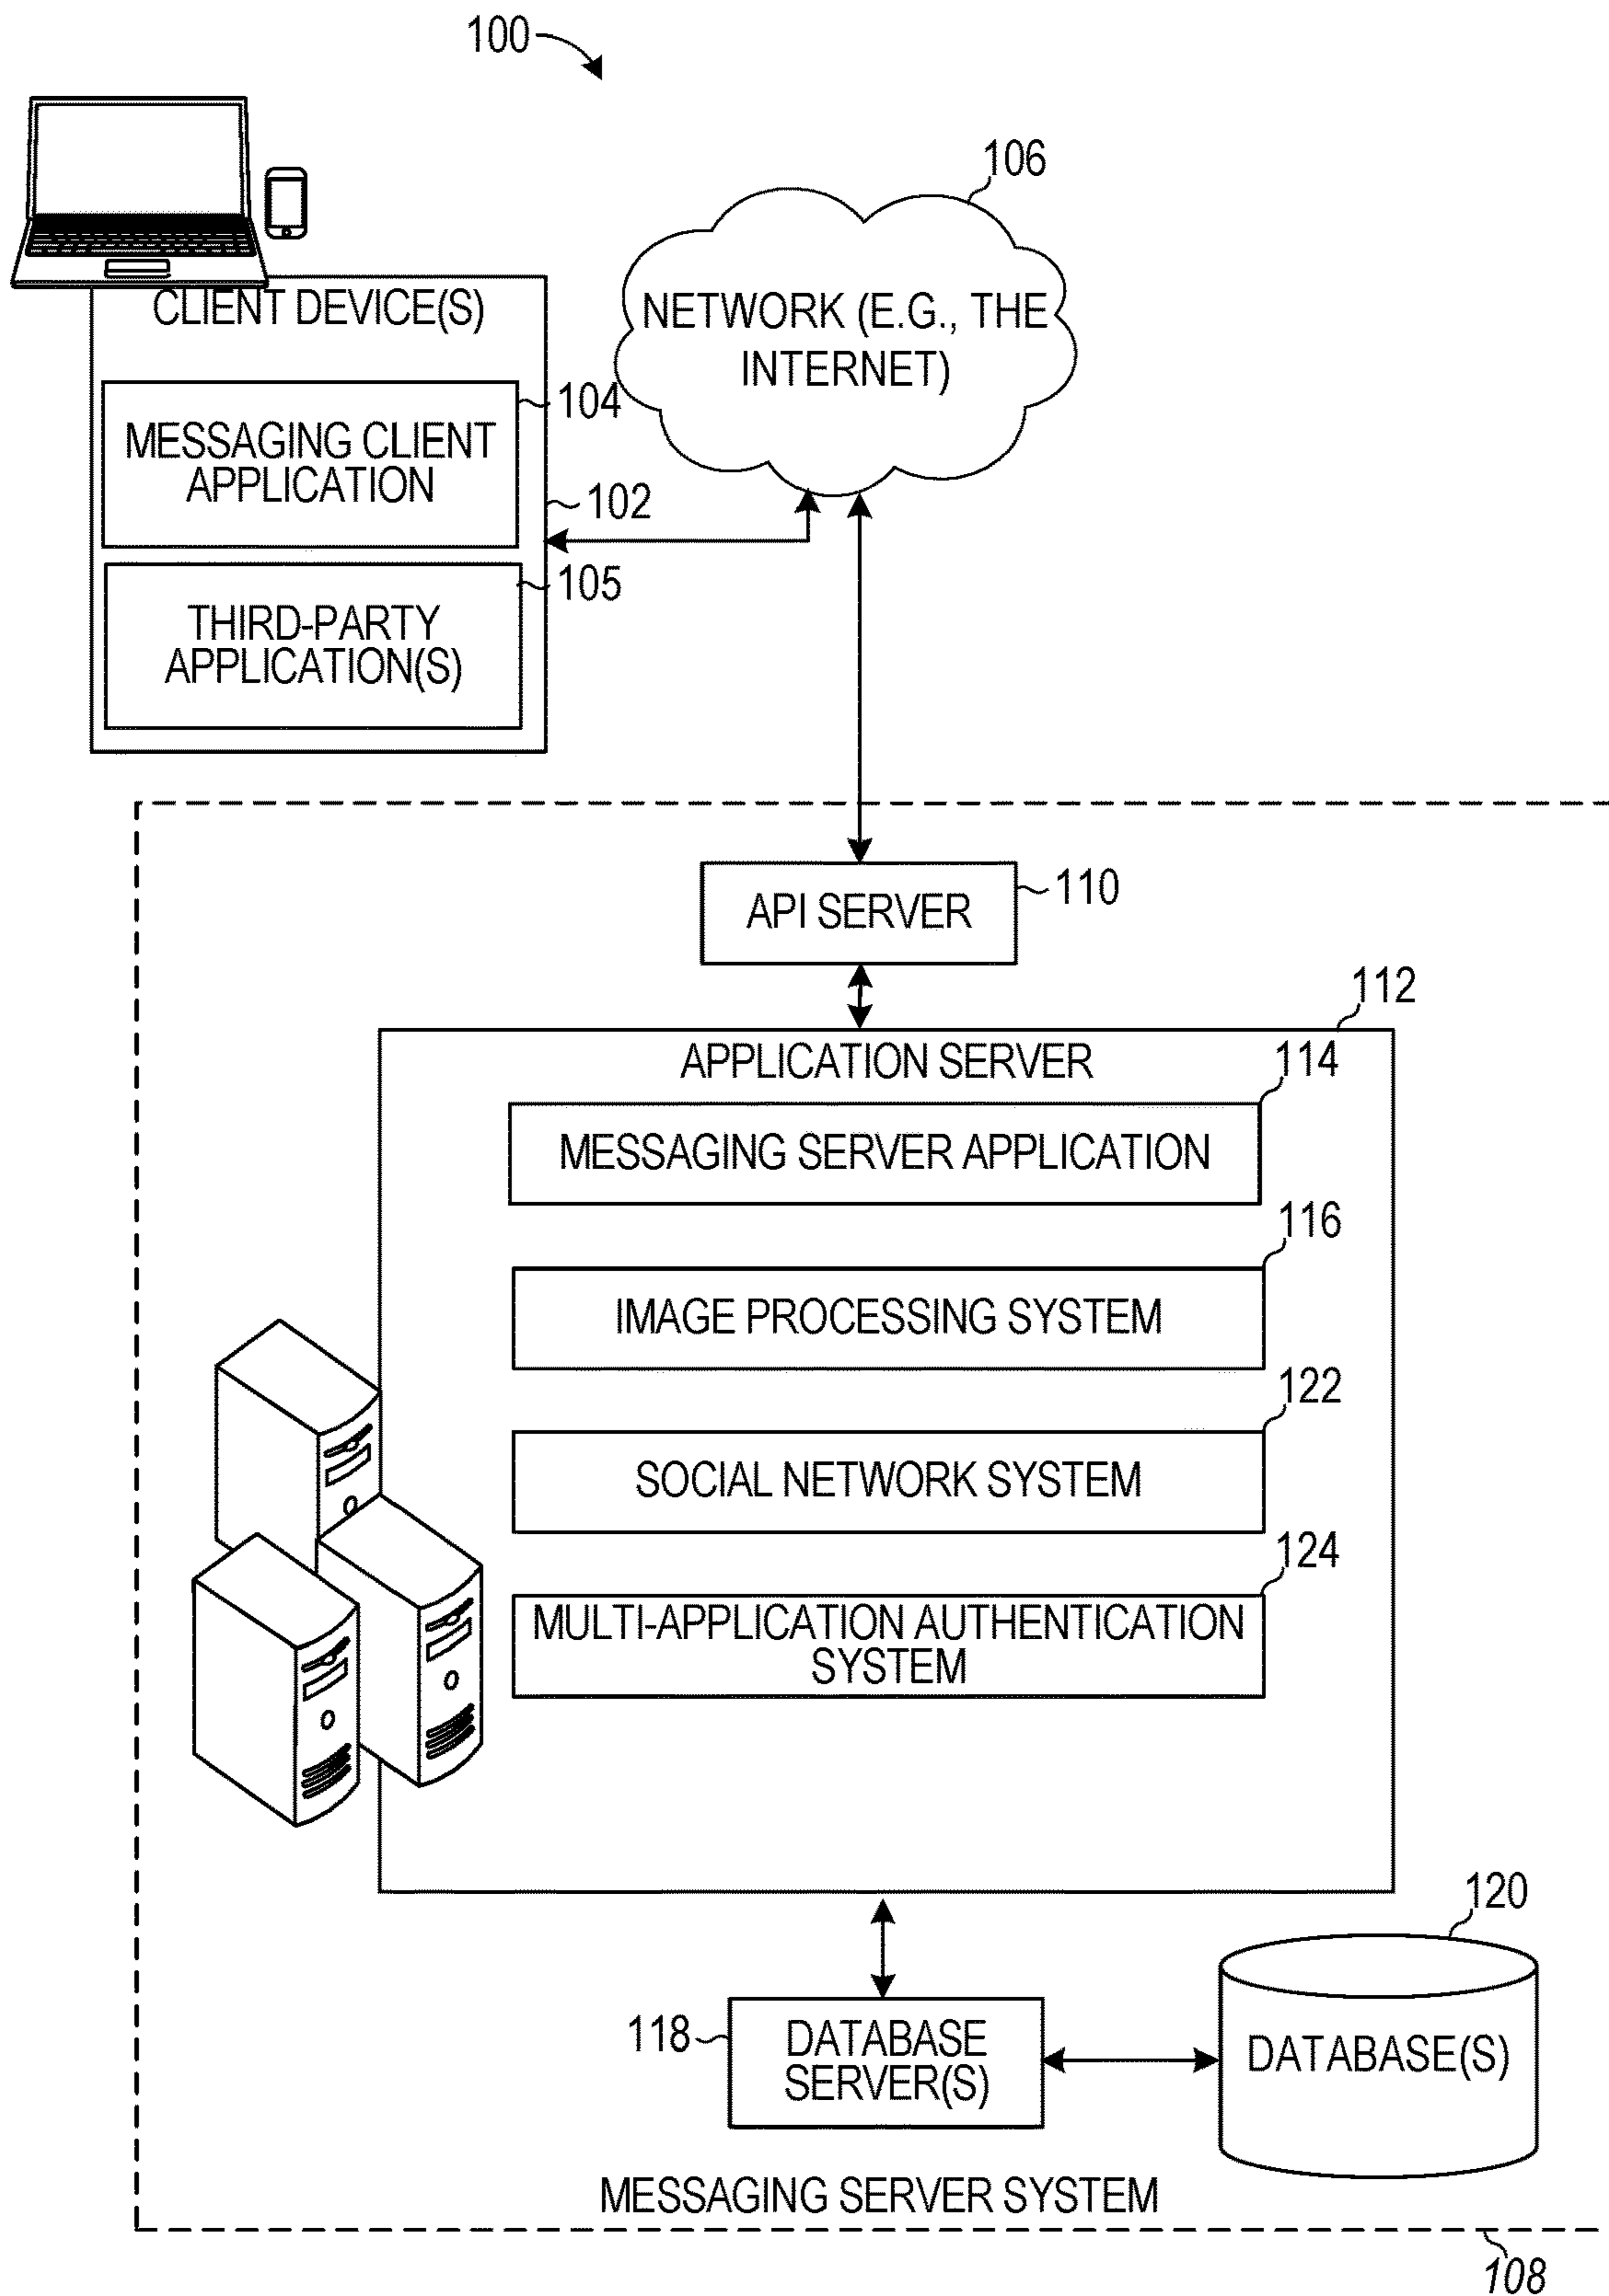 100
106
CLIENT DEVICE(S)
NETWORK (E.G., THE
INTERNET)
104
MESSAGING CLIENT
APPLICATION
102
105
THIRD-PARTY
APPLICATION(S)
API SERVER
110
112
APPLICATION SERVER
114
MESSAGING SERVER APPLICATION
116
IMAGE PROCESSING SYSTEM
122
SOCIAL NETWORK SYSTEM
124
MULTI-APPLICATION AUTHENTICATION
SYSTEM
120
118
DATABASE
SERVER(S)
DATABASE(S)
MESSAGING SERVER SYSTEM
108